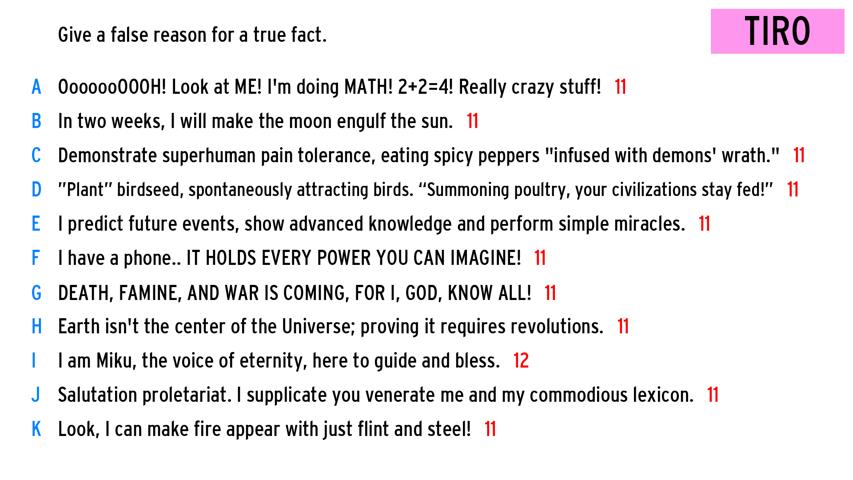 Give a false reason for a true fact.
TIRO
A OoooooOOOH! Look at ME! I'm doing MATH! 2+2=4! Really crazy stuff! 11
B In two weeks, I will make the moon engulf the sun. 11
C Demonstrate superhuman pain tolerance, eating spicy peppers "infused with demons' wrath." 11
D ”Plant” birdseed, spontaneously attracting birds. “Summoning poultry, your civilizations stay fed!” 11
E I predict future events, show advanced knowledge and perform simple miracles. 11
F I have a phone.. IT HOLDS EVERY POWER YOU CAN IMAGINE! 11
G DEATH, FAMINE, AND WAR IS COMING, FOR I, GOD, KNOW ALL! 11
H Earth isn't the center of the Universe; proving it requires revolutions. 11
I I am Miku, the voice of eternity, here to guide and bless. 12
J Salutation proletariat. I supplicate you venerate me and my commodious lexicon. 11
K Look, I can make fire appear with just flint and steel! 11